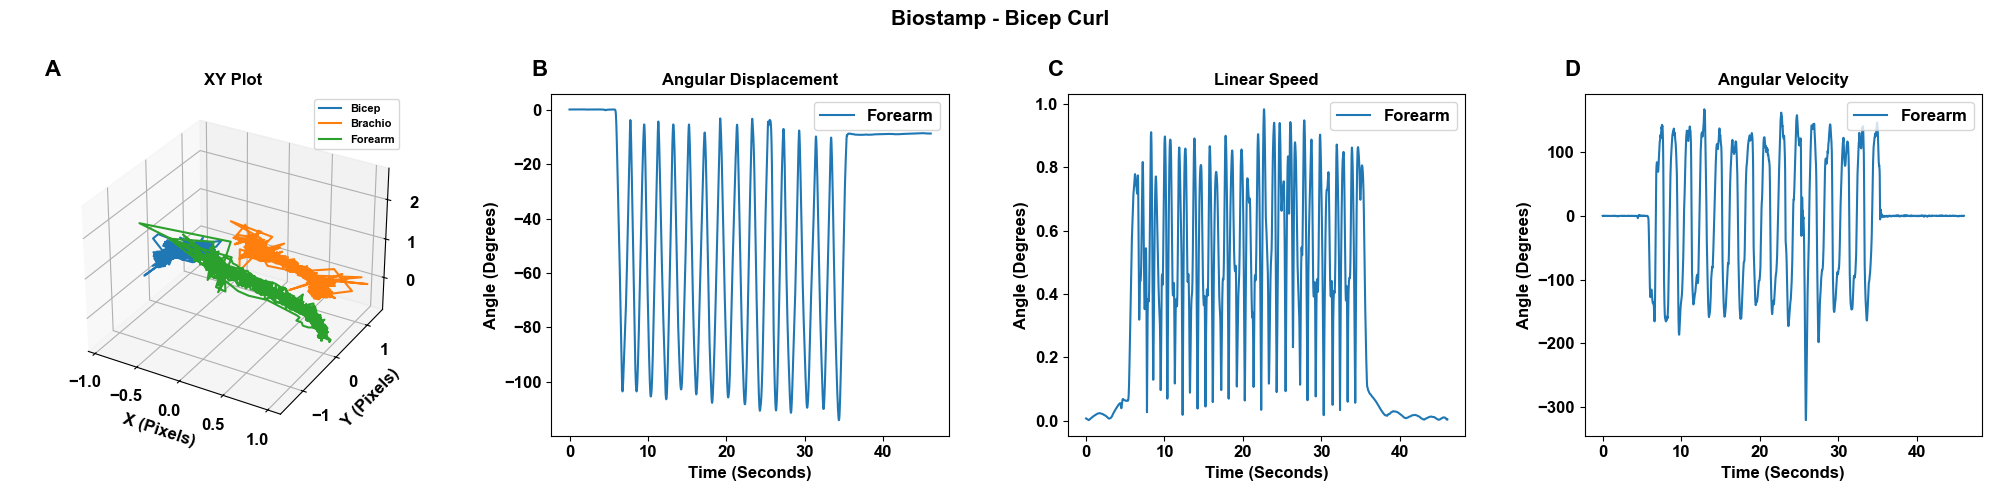 Biostamp - Bicep Curl
A
XY Plot
Bicep
Brachio
Forearm
2
1
0
1
0
−1
−1.0
−0.5
0.0
0.5
1.0
X (Pixels)
Y (Pixels)
B
Angular Displacement
Forearm
0
−20
−40
−60
−80
−100
Angle (Degrees)
0 10 20 30 40
Time (Seconds)
C
Linear Speed
Forearm
1.0
0.8
0.6
0.4
0.2
0.0
Angle (Degrees)
0 10 20 30 40
Time (Seconds)
D
Angular Velocity
Forearm
100
0
−100
−200
−300
Angle (Degrees)
0 10 20 30 40
Time (Seconds)